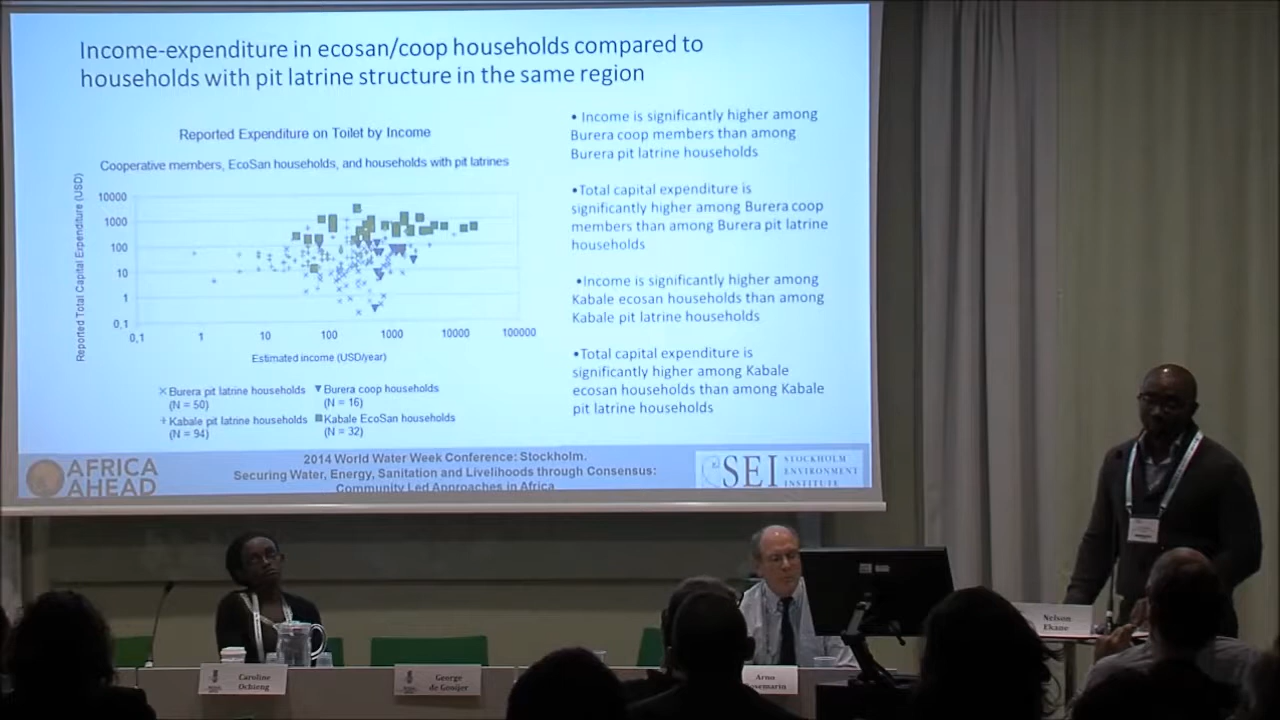 Income-expenditure in ecosan/coop households compared to
households with pit latrine structure in the same region
Reported Expenditure on Toilet by Income
Cooperative members, EcoSan households, and households with pit latrines
Reported Total Capital Expenditure (USD)
10000
1000
100
10
1
0,1
0,1
1
10
100
1000
10000
100000
Estimated income (USD/year)
Burera pit latrine households
(N = 50)
Burera coop households
(N = 16)
Kabale pit latrine households
(N = 94)
Kabale EcoSan households
(N = 32)
• Income is significantly higher among
Burera coop members than among
Burera pit latrine households
•Total capital expenditure is
significantly higher among Burera coop
members than among Burera pit latrine
households
•Income is significantly higher among
Kabale ecosan households than among
Kabale pit latrine households
•Total capital expenditure is
significantly higher among Kabale
ecosan households than among Kabale
pit latrine households
AFRICA
AHEAD
2014 World Water Week Conference: Stockholm.
Securing Water, Energy, Sanitation and Livelihoods through Consensus:
Community Led Approaches in Africa
SEI
STOCKHOLM
ENVIRONMENT
INSTITUTE
Caroline
Ochieng
George
de Gooijer
Arno
Nelson
Ekane